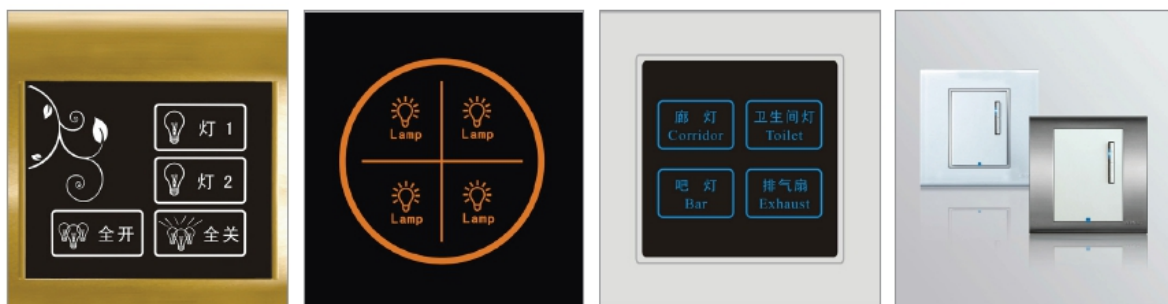 灯 1
灯 2
全开 全关
Lamp Lamp
Lamp Lamp
廊 灯 卫生间灯
Corridor Toilet
吧 灯 排气扇
Bar Exhaust